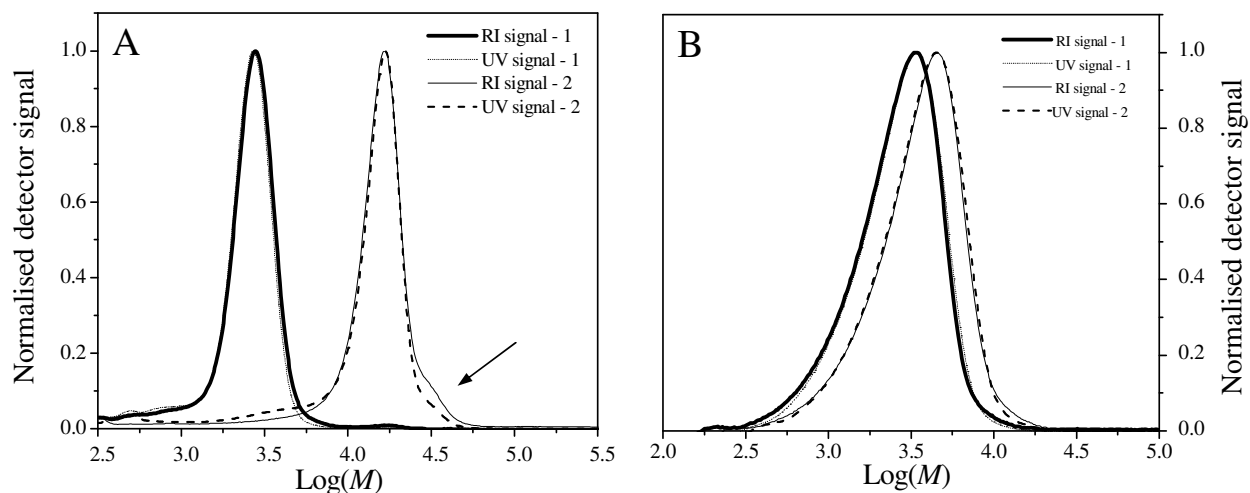 A
RI signal - 1
UV signal - 1
RI signal - 2
UV signal - 2
1.0
0.8
0.6
0.4
0.2
0.0
2.5 3.0 3.5 4.0 4.5 5.0 5.5
Log(M)
Normalised detector signal
B
RI signal - 1
UV signal - 1
RI signal - 2
UV signal - 2
1.0
0.8
0.6
0.4
0.2
0.0
2.0 2.5 3.0 3.5 4.0 4.5 5.0
Log(M)
Normalised detector signal